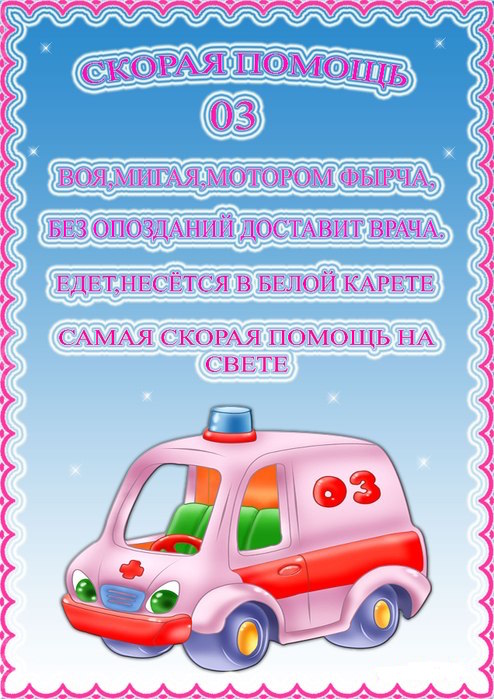 СКОРАЯ ПОМОЩЬ
03
ВОЯ,МИГАЯ,МОТОРОМ ФЫРЧА,
БЕЗ ОПОЗДАНИЙ ДОСТАВИТ ВРАЧА.
ЕДЕТ,НЕСЁТСЯ В БЕЛОЙ КАРЕТЕ
САМАЯ СКОРАЯ ПОМОЩЬ НА
СВЕТЕ
03